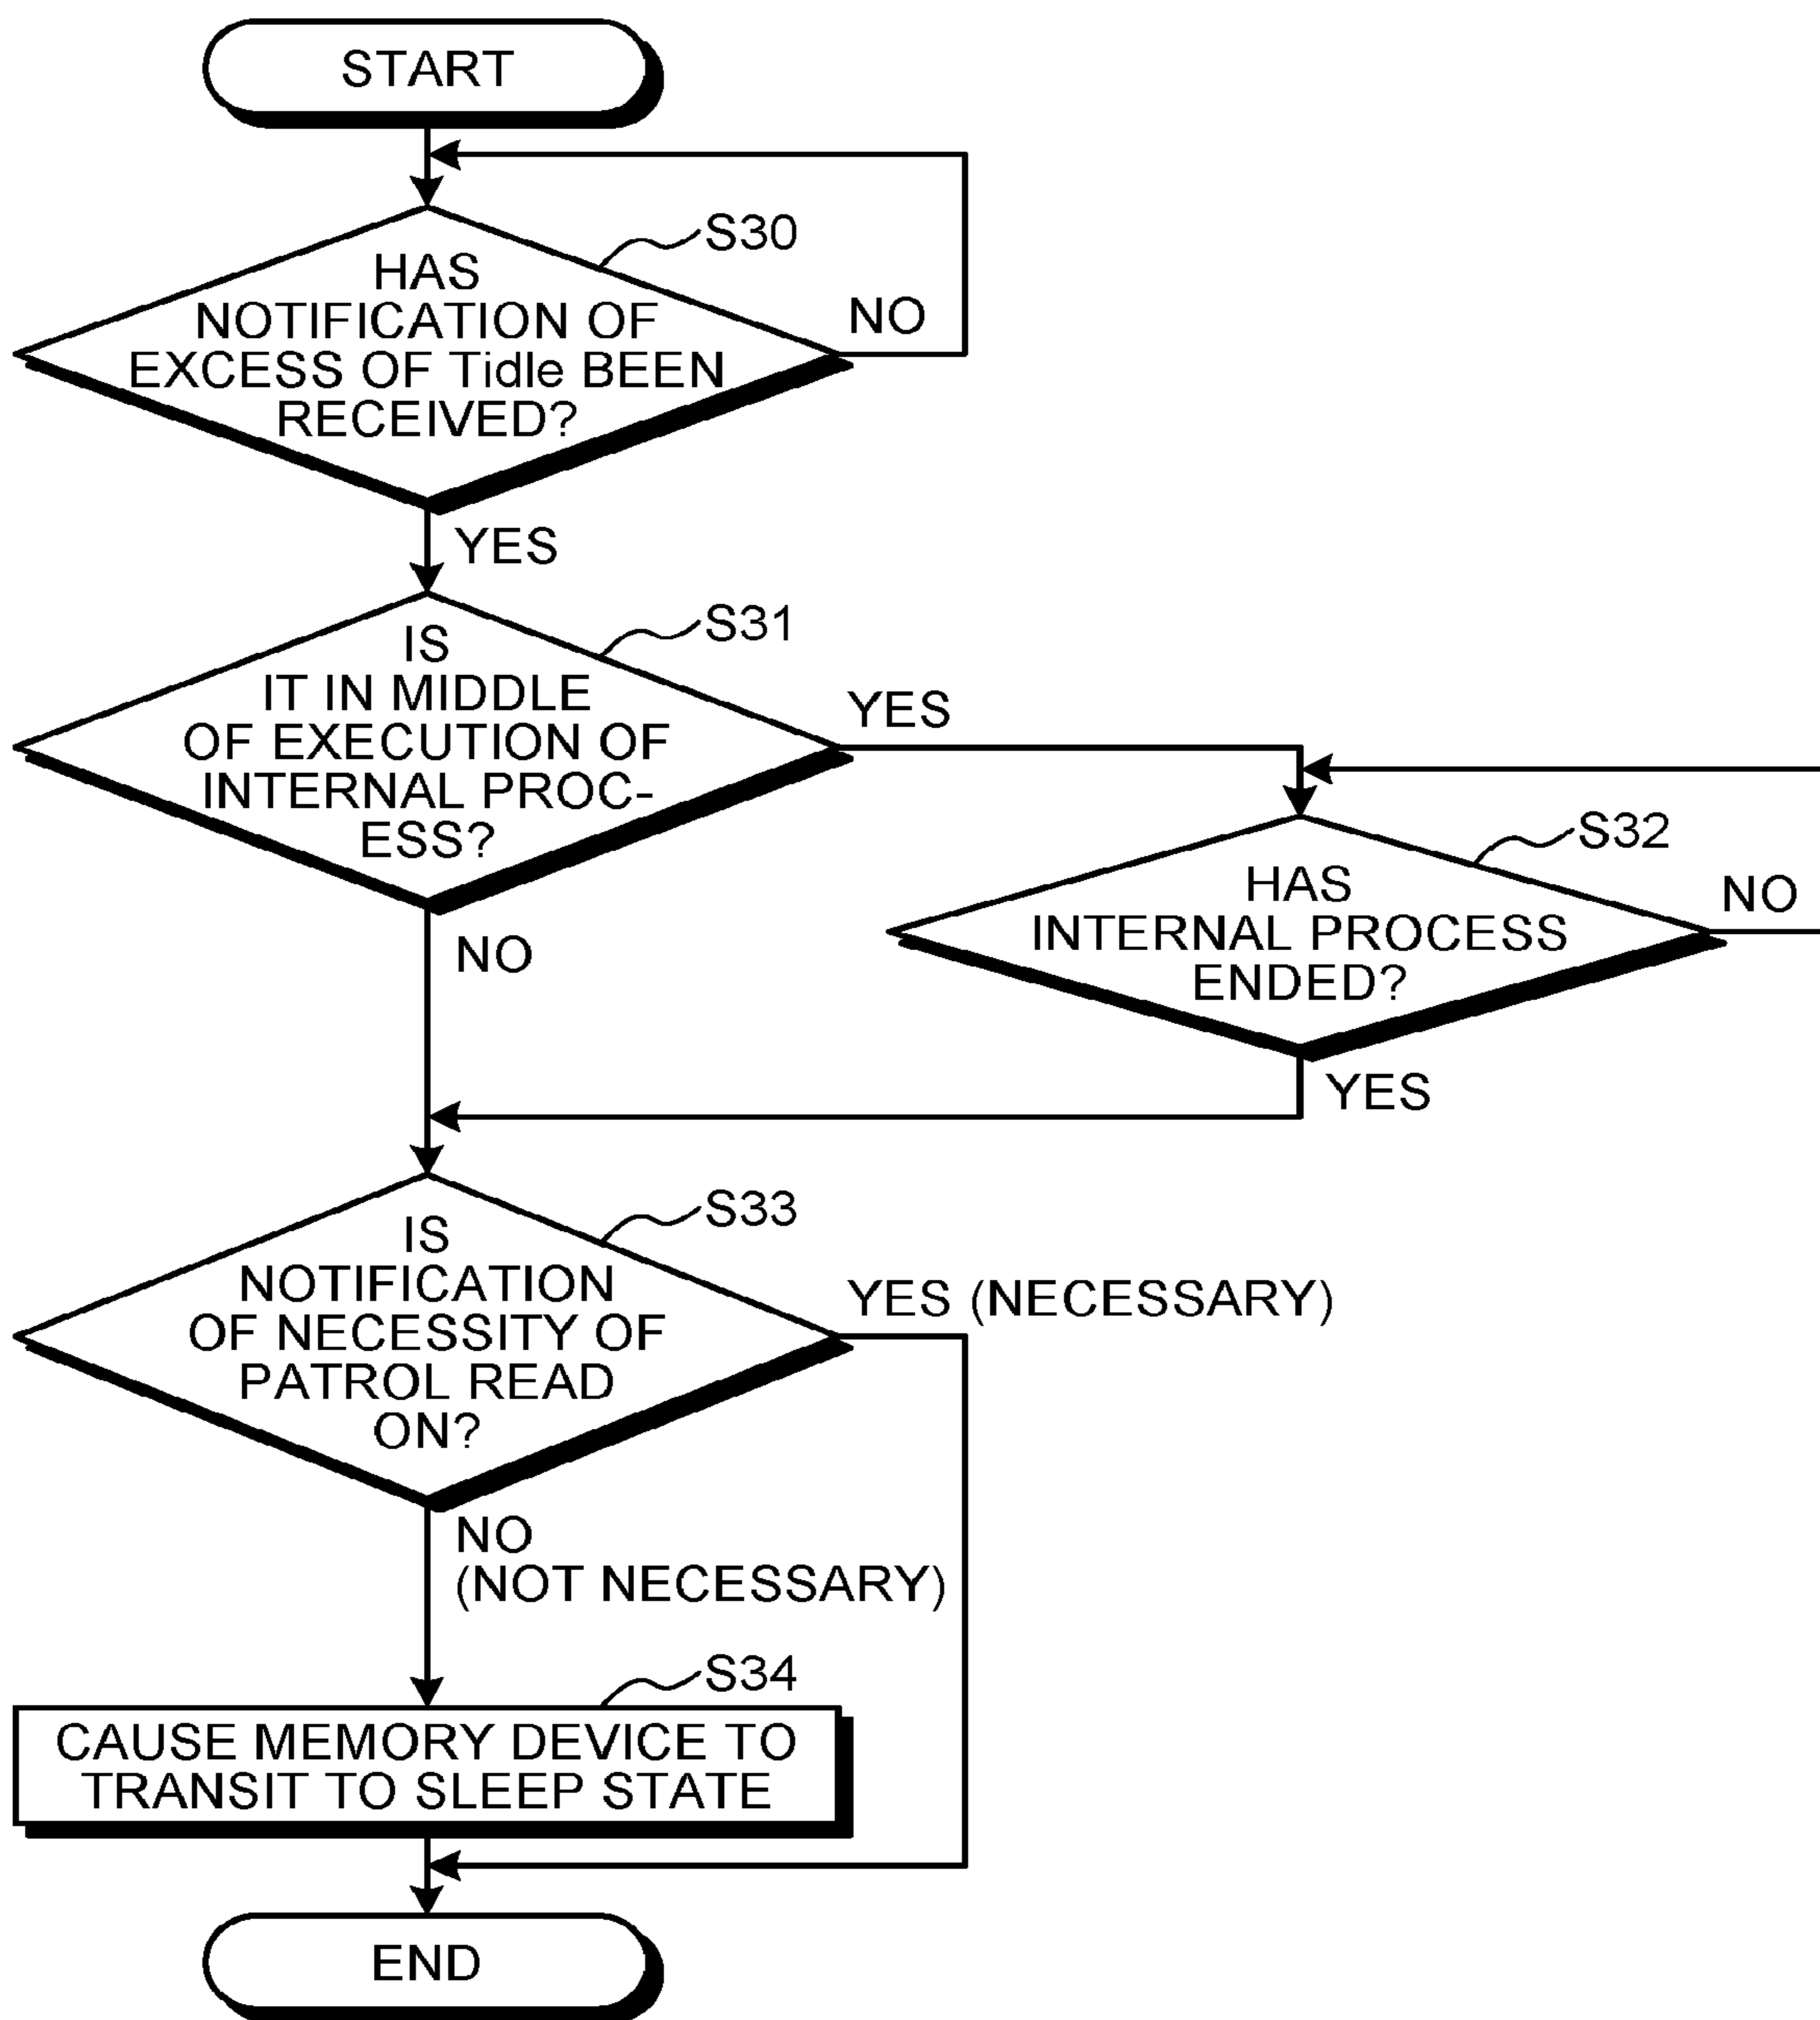 START
S30
HAS
NOTIFICATION OF
EXCESS OF Tidle BEEN
RECEIVED?
NO
YES
S31
IS
IT IN MIDDLE
OF EXECUTION OF
INTERNAL PROC-
ESS?
YES
NO
S32
HAS
INTERNAL PROCESS
ENDED?
NO
YES
S33
IS
NOTIFICATION
OF NECESSITY OF
PATROL READ
ON?
YES (NECESSARY)
NO
(NOT NECESSARY)
S34
CAUSE MEMORY DEVICE TO
TRANSIT TO SLEEP STATE
END